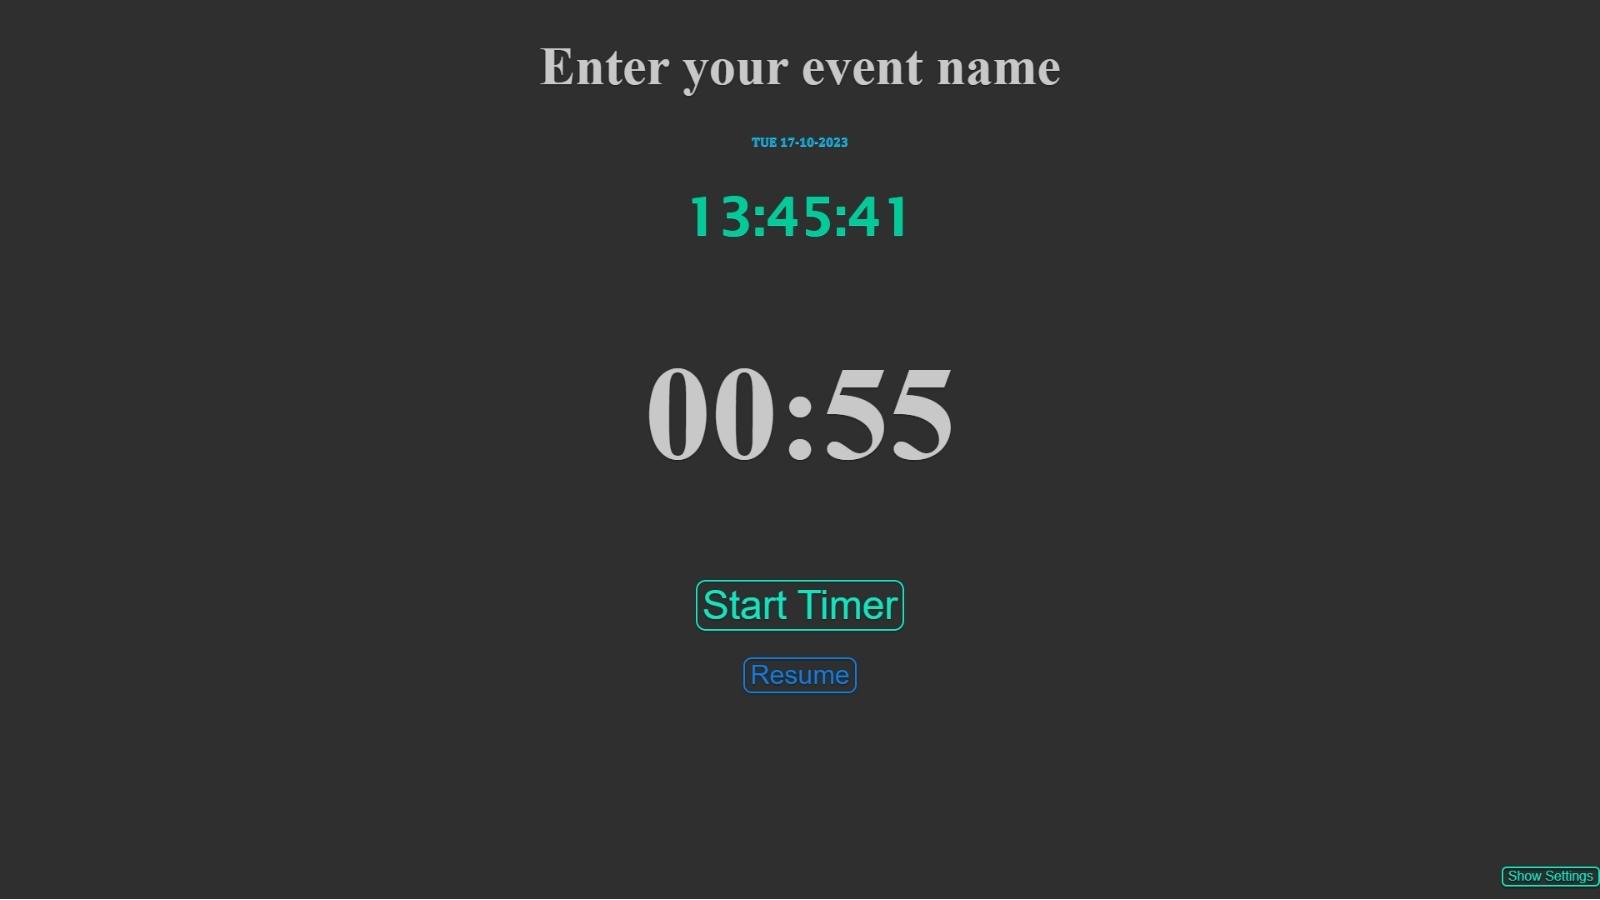 Enter your event name
TUE 17-10-2023
13:45:41
00:55
Start Timer
Resume
Show Settings